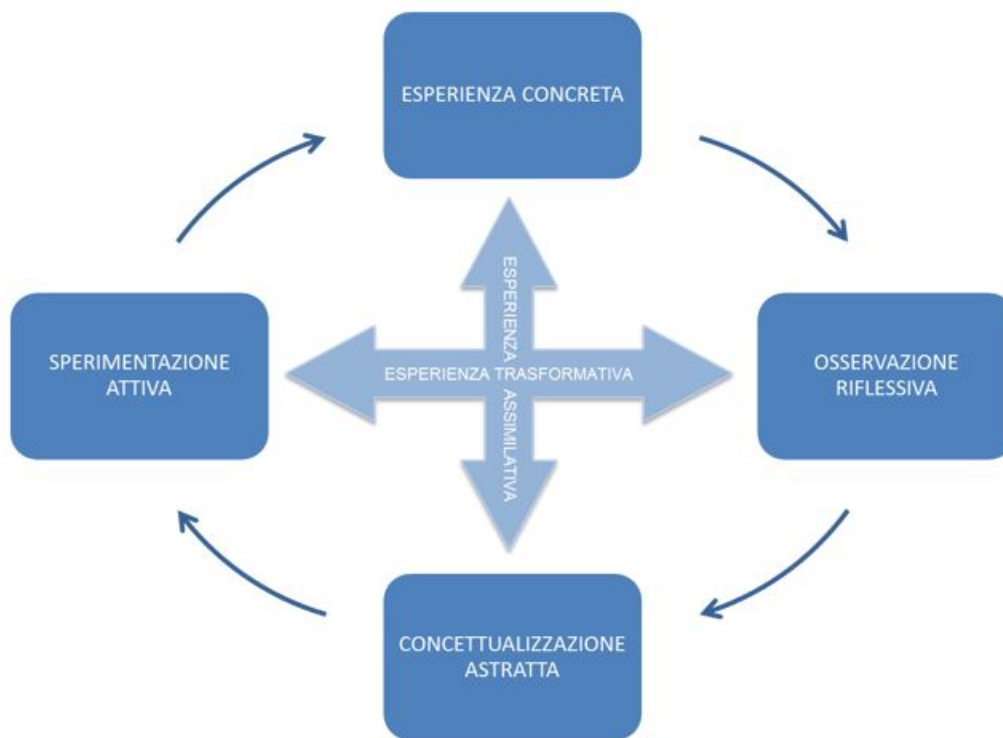 ESPERIENZA CONCRETA
SPERIMENTAZIONE
ATTIVA
ESPERIENZA ASSIMILATIVA
ESPERIENZA TRASFORMATIVA
OSSERVAZIONE
RIFLESSIVA
CONCETTUALIZZAZIONE
ASTRATTA